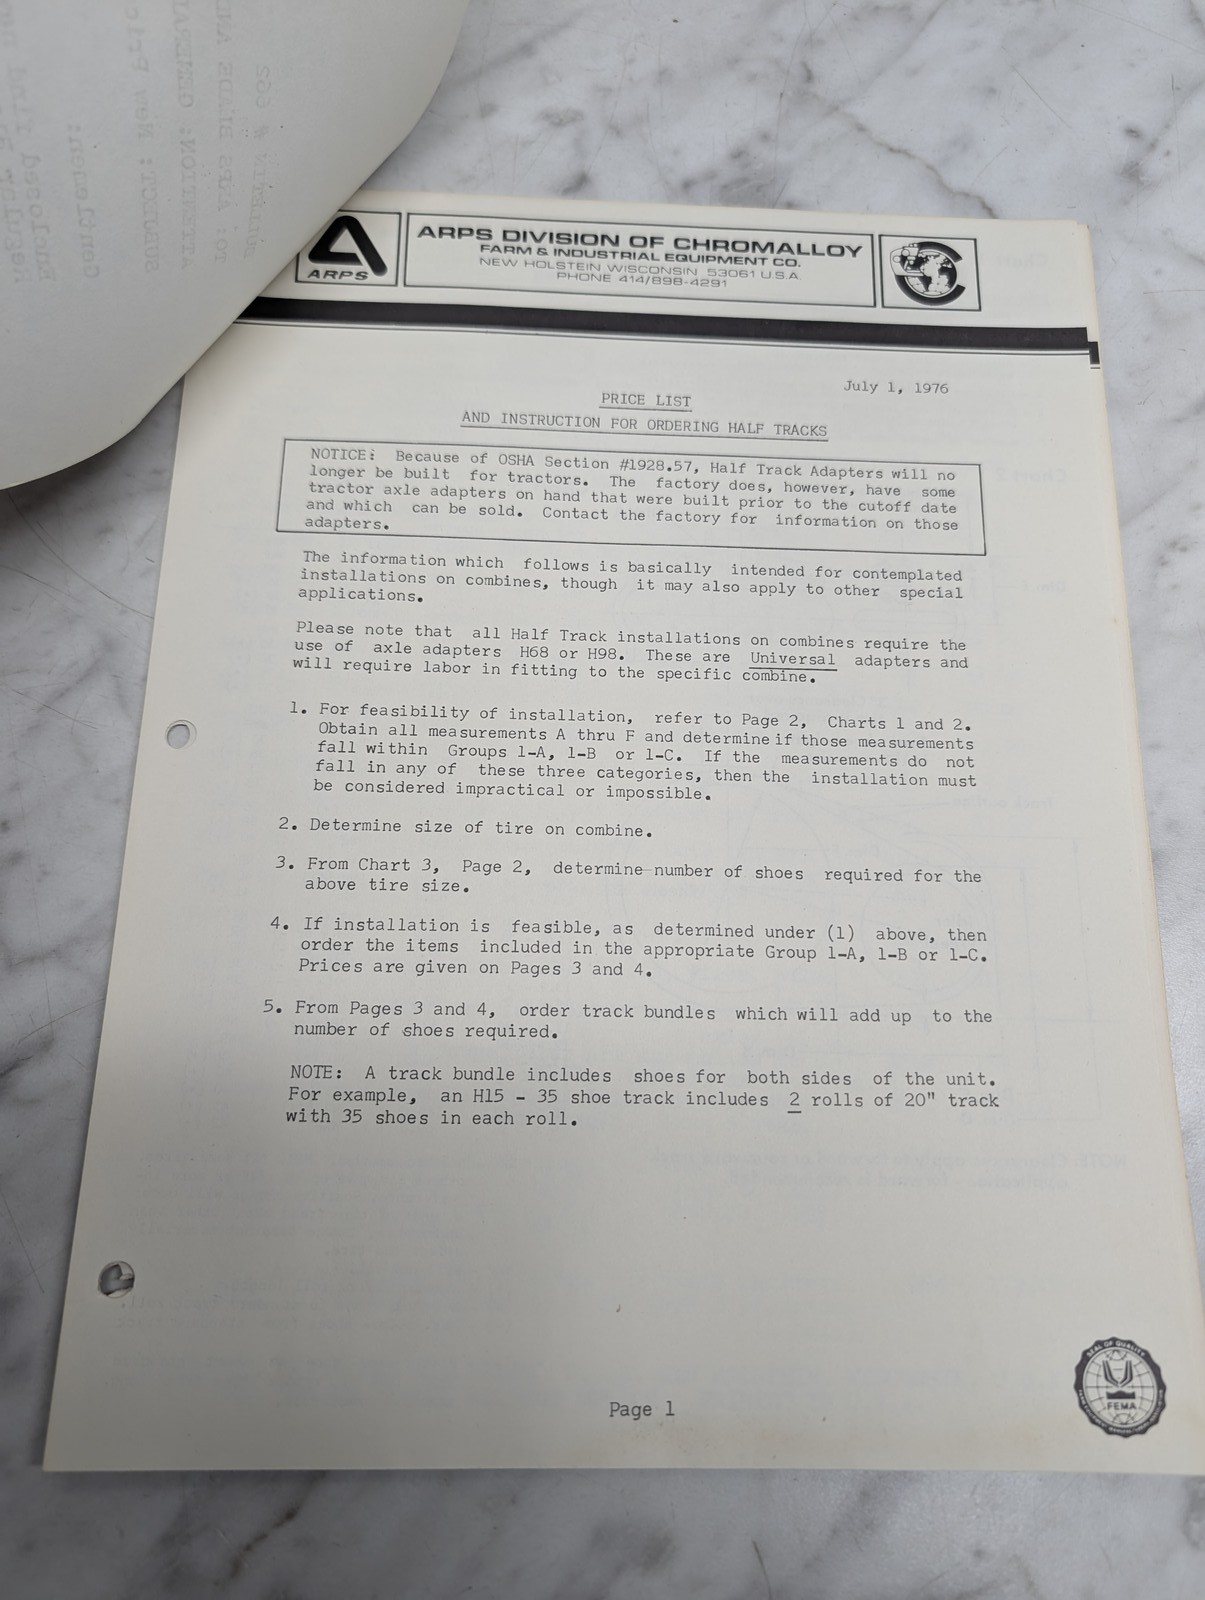 ARPS
ARPS DIVISION OF CHROMALLOY
FARM & INDUSTRIAL EQUIPMENT CO.
NEW HOLSTEIN WISCONSIN 53061 U.S.A.
PHONE 414/898-4291
July 1, 1976
PRICE LIST
AND INSTRUCTION FOR ORDERING HALF TRACKS
NOTICE: Because of OSHA Section #1928.57, Half Track Adapters will no
longer be built for tractors. The factory does, however, have some
tractor axle adapters on hand that were built prior to the cutoff date
and which can be sold. Contact the factory for information on those
adapters.
The information which follows is basically intended for contemplated
installations on combines, though it may also apply to other special
applications.
Please note that all Half Track installations on combines require the
use of axle adapters H68 or H98. These are Universal adapters and
will require labor in fitting to the specific combine.
1. For feasibility of installation, refer to Page 2, Charts 1 and 2.
Obtain all measurements A thru F and determine if those measurements
fall within Groups 1-A, 1-B or 1-C. If the measurements do not
fall in any of these three categories, then the installation must
be considered impractical or impossible.
2. Determine size of tire on combine.
3. From Chart 3, Page 2, determine number of shoes required for the
above tire size.
4. If installation is feasible, as determined under (1) above, then
order the items included in the appropriate Group 1-A, 1-B or 1-C.
Prices are given on Pages 3 and 4.
5. From Pages 3 and 4, order track bundles which will add up to the
number of shoes required.
NOTE: A track bundle includes shoes for both sides of the unit.
For example, an H15 - 35 shoe track includes 2 rolls of 20" track
with 35 shoes in each roll.
SEAL OF QUALITY
FEMA
Page 1